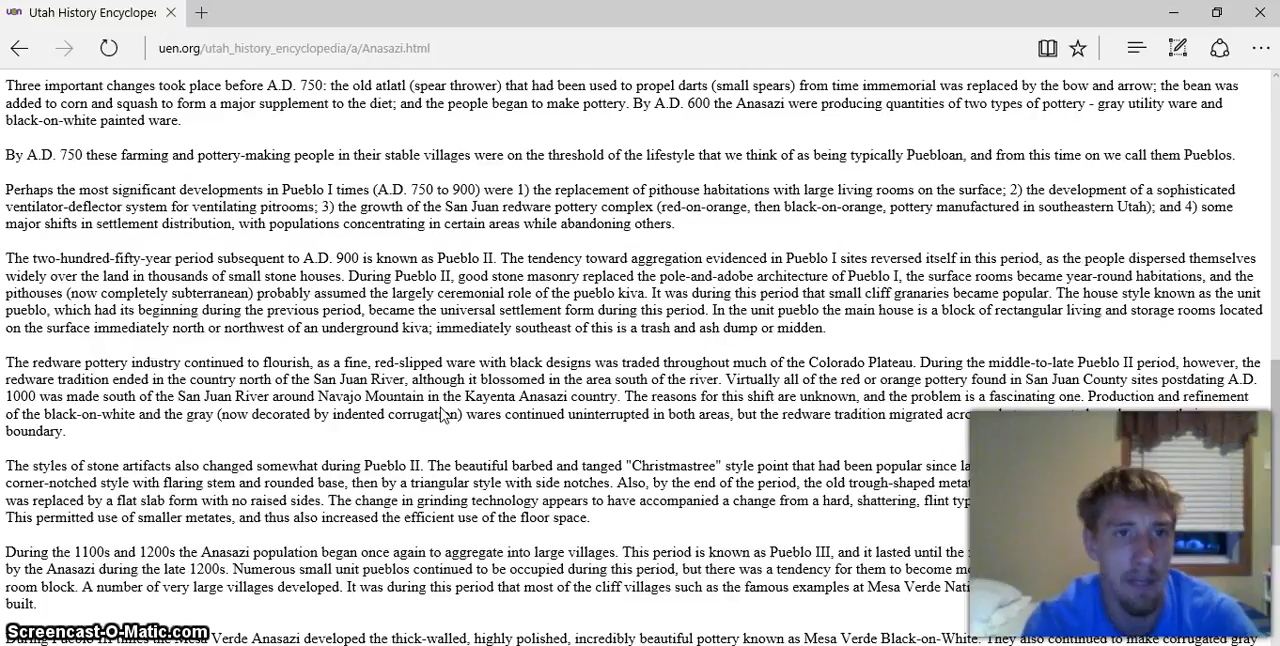 Utah History Encyclopec
uen.org/utah_history_encyclopedia/a/Anasazi.html
Three important changes took place before A.D. 750: the old atlatl (spear thrower) that had been used to propel darts (small spears) from time immemorial was replaced by the bow and arrow; the bean was
added to corn and squash to form a major supplement to the diet; and the people began to make pottery. By A.D. 600 the Anasazi were producing quantities of two types of pottery - gray utility ware and
black-on-white painted ware.
By A.D. 750 these farming and pottery-making people in their stable villages were on the threshold of the lifestyle that we think of as being typically Puebloan, and from this time on we call them Pueblos.
Perhaps the most significant developments in Pueblo I times (A.D. 750 to 900) were 1) the replacement of pithouse habitations with large living rooms on the surface; 2) the development of a sophisticated
ventilator-deflector system for ventilating pitrooms; 3) the growth of the San Juan redware pottery complex (red-on-orange, then black-on-orange, pottery manufactured in southeastern Utah); and 4) some
major shifts in settlement distribution, with populations concentrating in certain areas while abandoning others.
The two-hundred-fifty-year period subsequent to A.D. 900 is known as Pueblo II. The tendency toward aggregation evidenced in Pueblo I sites reversed itself in this period, as the people dispersed themselves
widely over the land in thousands of small stone houses. During Pueblo II, good stone masonry replaced the pole-and-adobe architecture of Pueblo I, the surface rooms became year-round habitations, and the
pithouses (now completely subterranean) probably assumed the largely ceremonial role of the pueblo kiva. It was during this period that small cliff granaries became popular. The house style known as the unit
pueblo, which had its beginning during the previous period, became the universal settlement form during this period. In the unit pueblo the main house is a block of rectangular living and storage rooms located
on the surface immediately north or northwest of an underground kiva; immediately southeast of this is a trash and ash dump or midden.
The redware pottery industry continued to flourish, as a fine, red-slipped ware with black designs was traded throughout much of the Colorado Plateau. During the middle-to-late Pueblo II period, however, the
redware tradition ended in the country north of the San Juan River, although it blossomed in the area south of the river. Virtually all of the red or orange pottery found in San Juan County sites postdating A.D.
1000 was made south of the San Juan River around Navajo Mountain in the Kayenta Anasazi country. The reasons for this shift are unknown, and the problem is a fascinating one. Production and refinement
of the black-on-white and the gray (now decorated by indented corrugation) wares continued uninterrupted in both areas, but the redware tradition migrated
boundary.
The styles of stone artifacts also changed somewhat during Pueblo II. The beautiful barbed and tanged "Christmastree" style point that had been popular since
corner-notched style with flaring stem and rounded base, then by a triangular style with side notches. Also, by the end of the period, the old trough-shaped
was replaced by a flat slab form with no raised sides. The change in grinding technology appears to have accompanied a change from a hard, shattering, flint
This permitted use of smaller metates, and thus also increased the efficient use of the floor space.
During the 1100s and 1200s the Anasazi population began once again to aggregate into large villages. This period is known as Pueblo III, and it lasted until the
by the Anasazi during the late 1200s. Numerous small unit pueblos continued to be occupied during this period, but there was a tendency for them to become
room block. A number of very large villages developed. It was during this period that most of the cliff villages such as the famous examples at Mesa Verde
built.
During Pueblo III times the Mesa Verde Anasazi developed the thick-walled, highly polished, incredibly beautiful pottery known as Mesa Verde Black-on-White. They also continued to make corrugated gray
Screencast-O-Matic.com